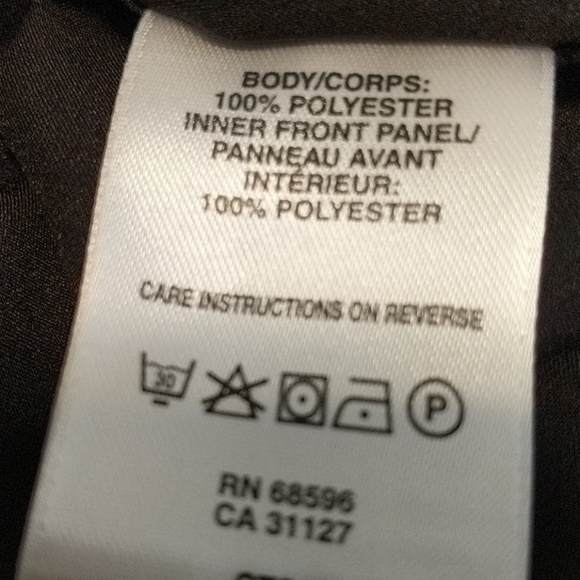 BODY/CORPS:
100% POLYESTER
INNER FRONT PANEL/
PANNEAU AVANT
INTÉRIEUR:
100% POLYESTER
CARE INSTRUCTIONS ON REVERSE
30 P
RN 68596
CA 31127